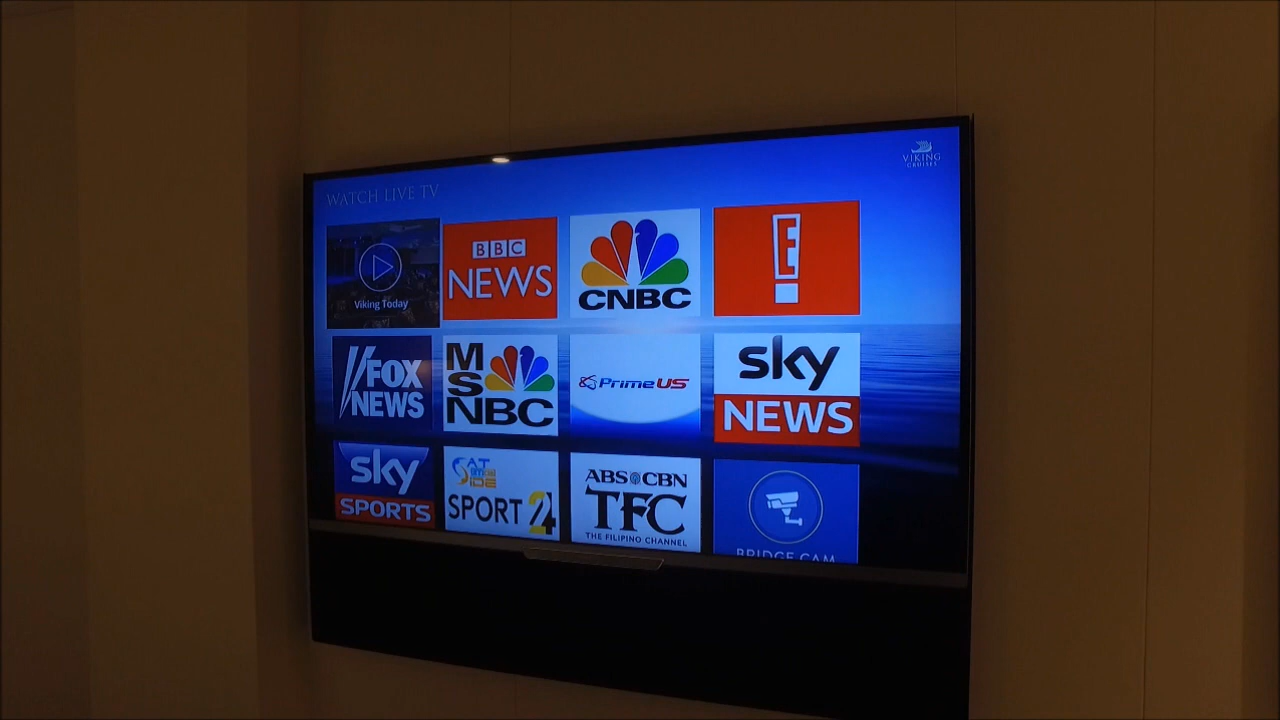 WATCH LIVE TV
VIKING
CRUISES
Viking Today
BBC
NEWS
CNBC
E!
FOX
NEWS
MS
NBC
PrimeUS
sky
NEWS
sky
SPORTS
SPORT 24
ABS CBN
TFC
THE FILIPINO CHANNEL
BRIDGE CAM